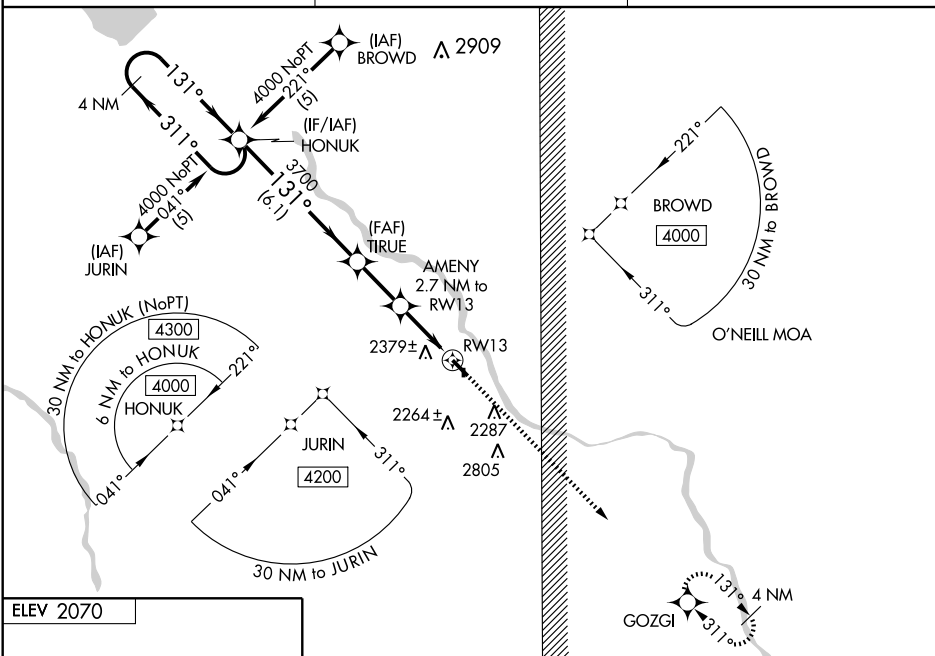 (IAF)
BROWD
2909
4000 NoPT
221°
(5)
131°
4 NM
311°
(IF/IAF)
HONUK
4000 NoPT
041°
(5)
(IAF)
JURIN
3700
131°
(6.1)
(FAF)
TIRUE
AMENY
2.7 NM to
RW13
RW13
2379±
2264±
2287
2805
30 NM to HONUK (NoPT)
4300
6 NM to HONUK
4000
HONUK
221°
041°
JURIN
4200
041°
311°
30 NM to JURIN
221°
BROWD
4000
30 NM to BROWD
311°
O'NEILL MOA
GOZGI
131°
4 NM
311°
ELEV 2070